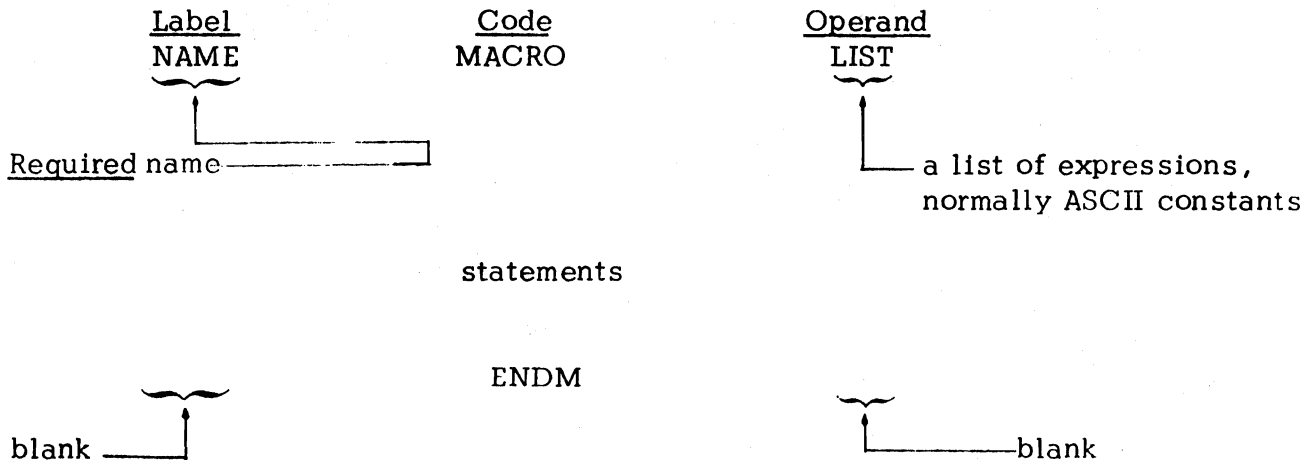 Label Code Operand
NAME MACRO LIST
Required name
a list of expressions,
normally ASCII constants
statements
ENDM
blank blank